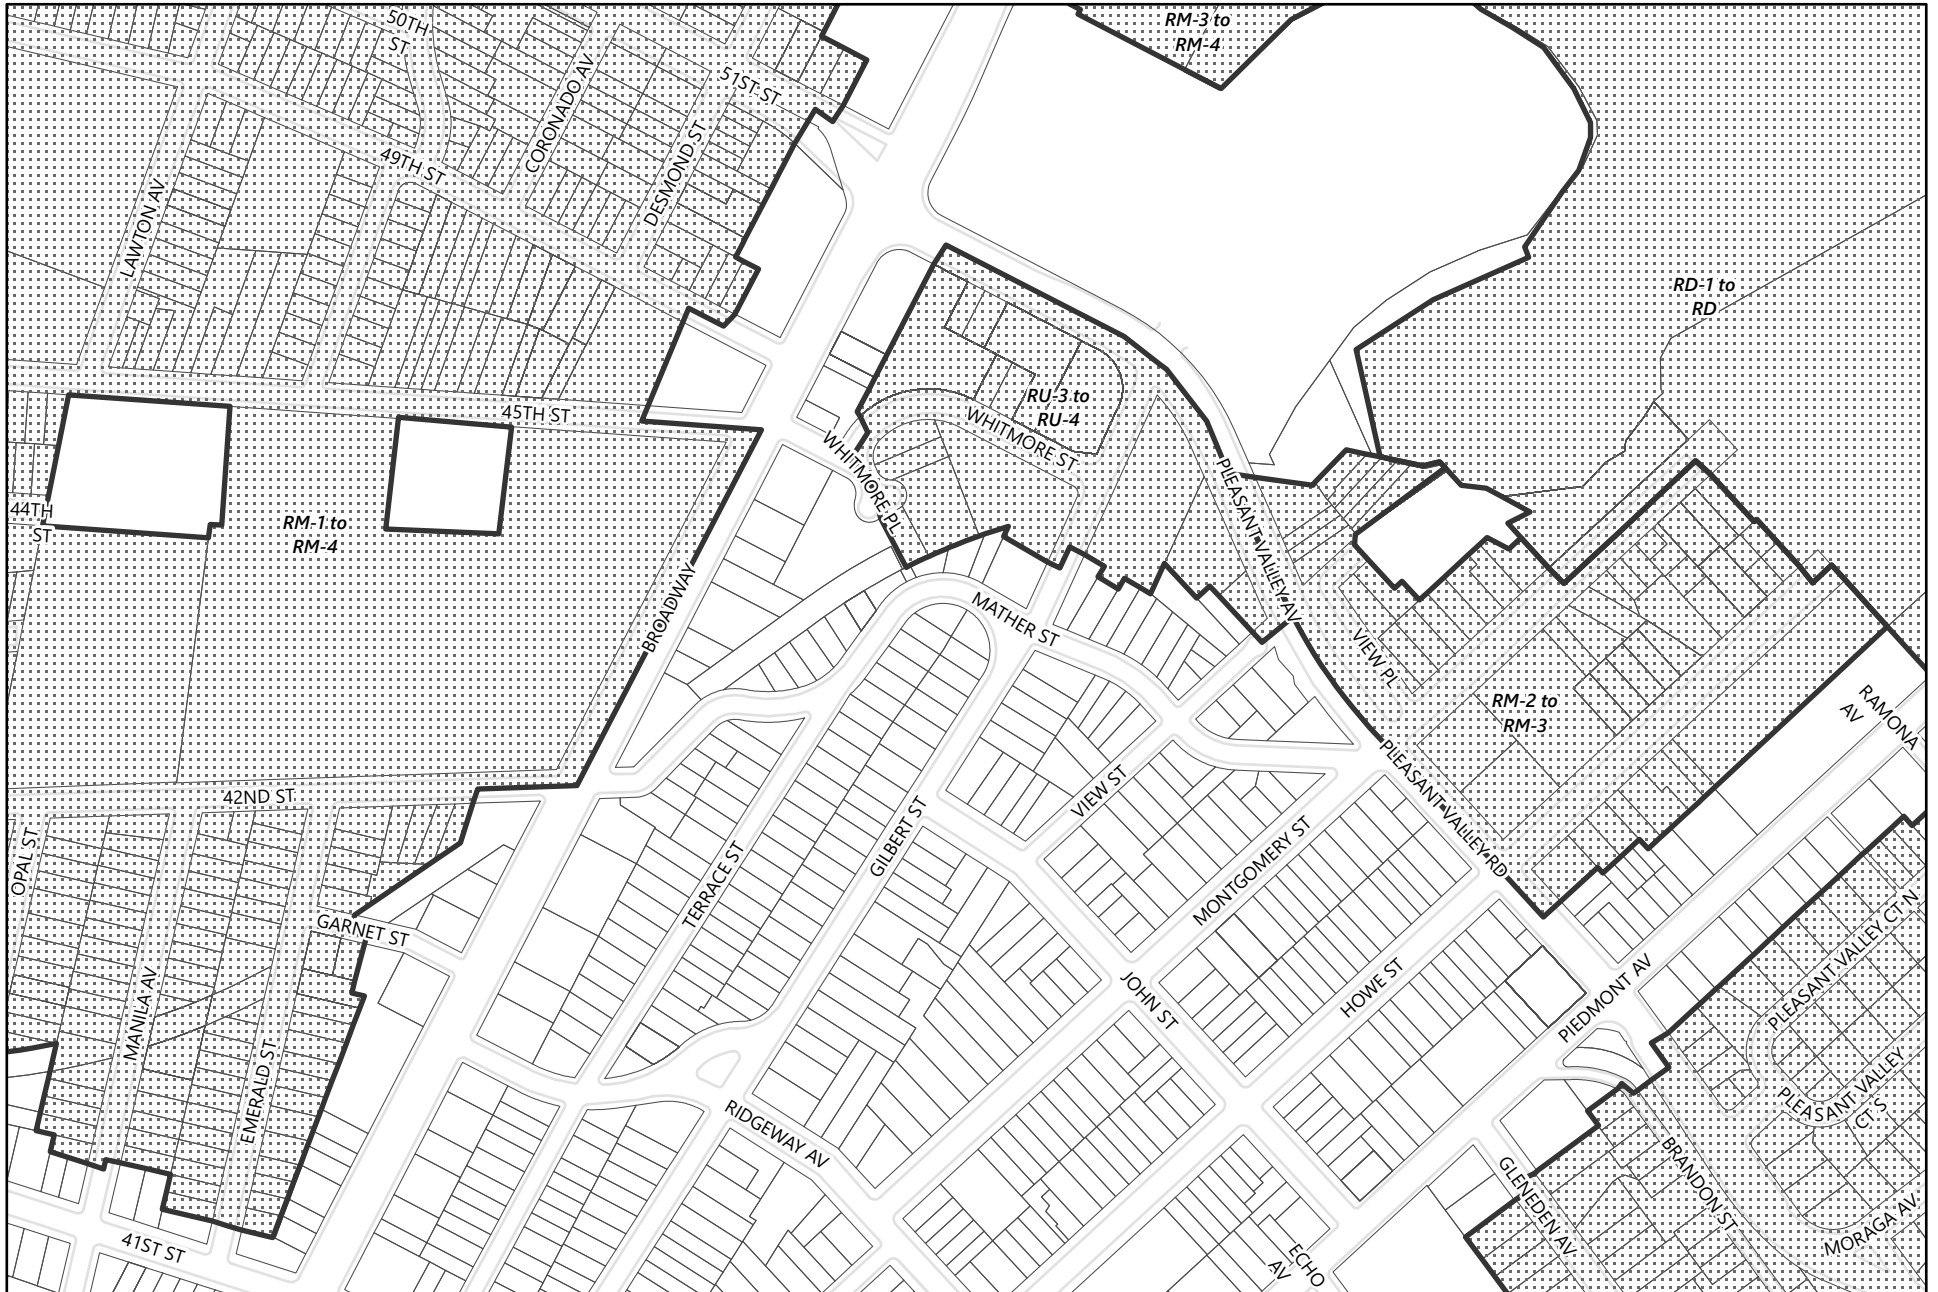 50TH
ST
RM-3 to
RM-4
CORONADO AV
51ST ST
DESMOND ST
49TH ST
LAWTON AV
RD-1 to
RD
RU-3 to
RU-4
45TH ST
WHITMORE ST
WHITMORE PL
PLEASANT VALLEY AV
44TH
ST
RM-1 to
RM-4
BROADWAY
MATHER ST
VIEW PL
RM-2 to
RM-3
RAMONA
AV
PLEASANT VALLEY RD
42ND ST
VIEW ST
OPAL ST
GILBERT ST
TERRACE ST
MONTGOMERY ST
GARNET ST
PLEASANT VALLEY CT N
HOWE ST
JOHN ST
MANILA AV
PIEDMONT AV
EMERALD ST
PLEASANT VALLEY
CT S
RIDGEWAY AV
BRANDON ST
GLENEDEN AV
MORAGA AV
41ST ST
ECHO
AV